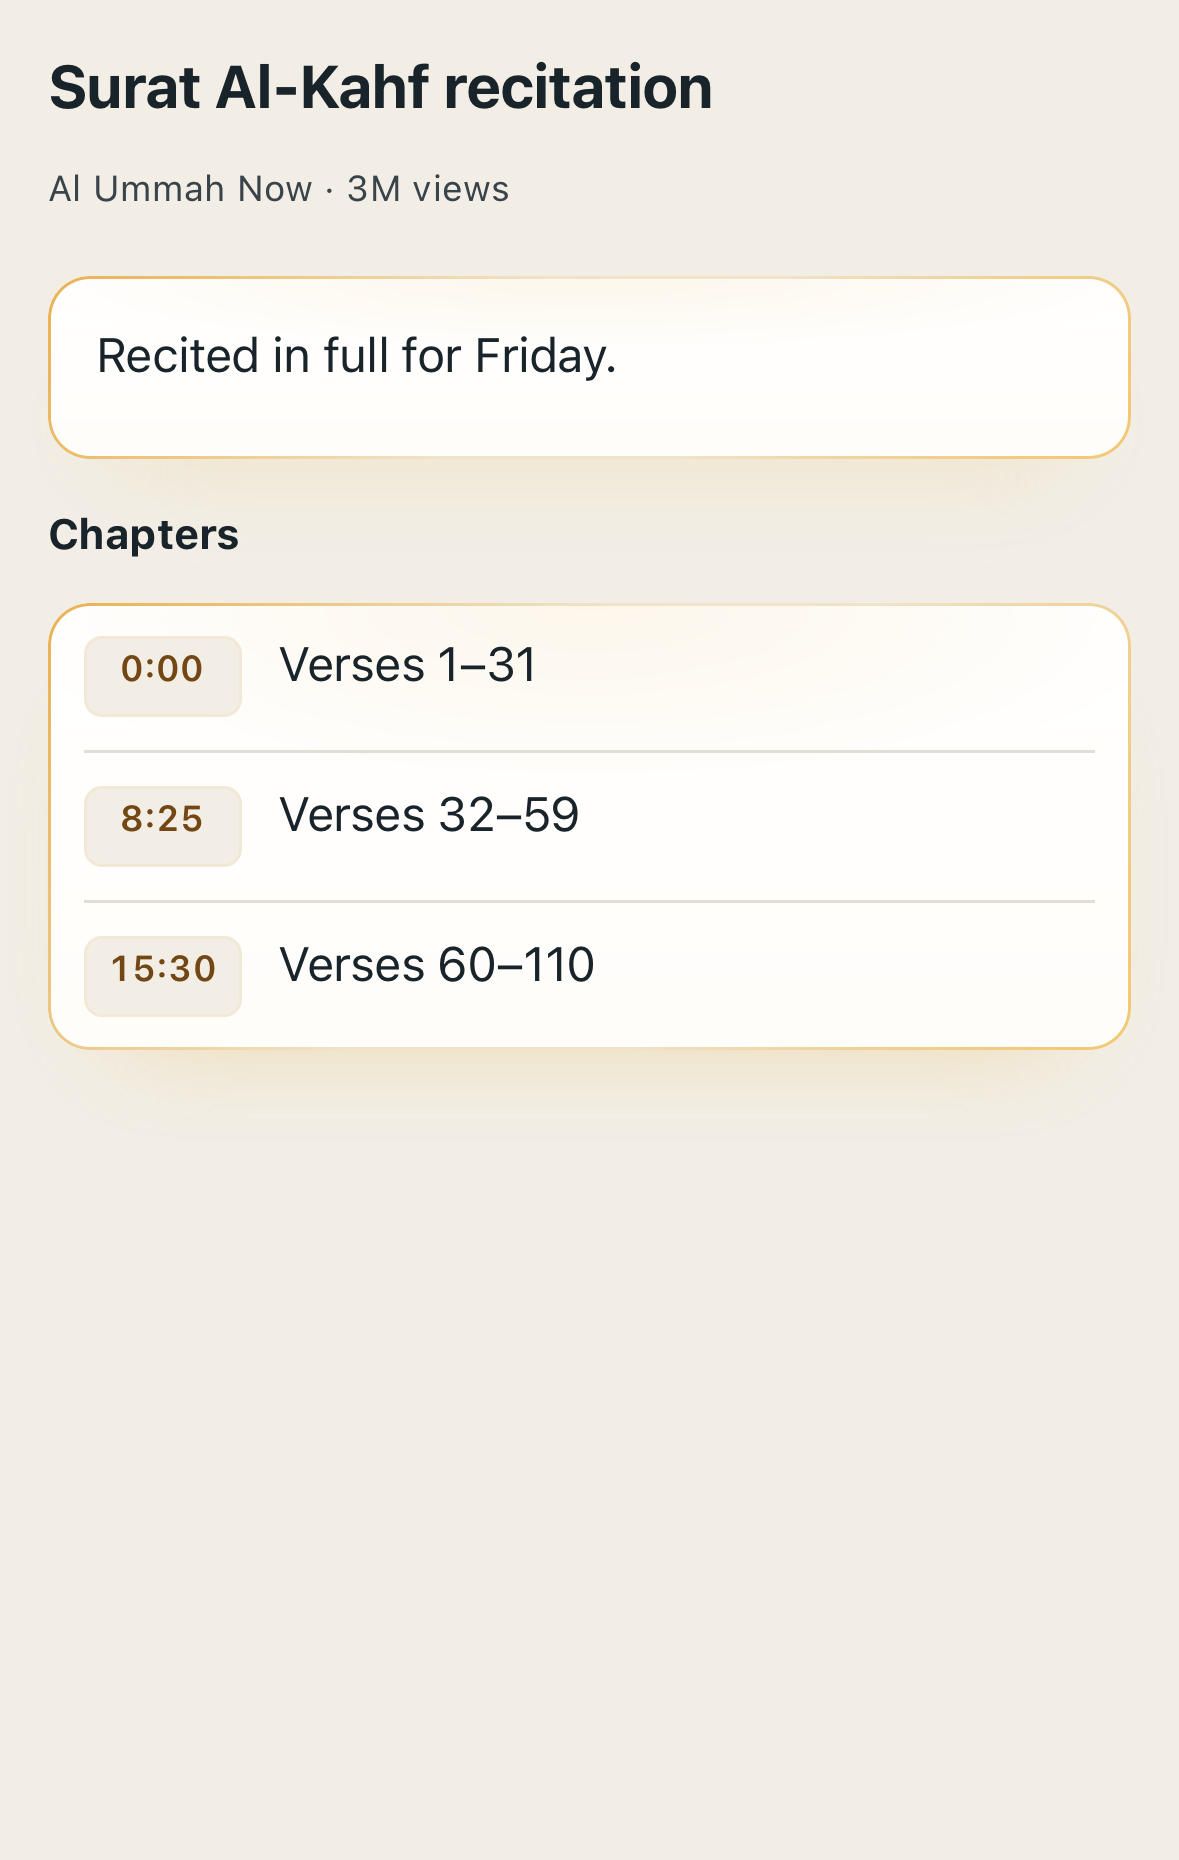 Surat Al-Kahf recitation
Al Ummah Now · 3M views
Recited in full for Friday.
Chapters
0:00 Verses 1–31
8:25 Verses 32–59
15:30 Verses 60–110